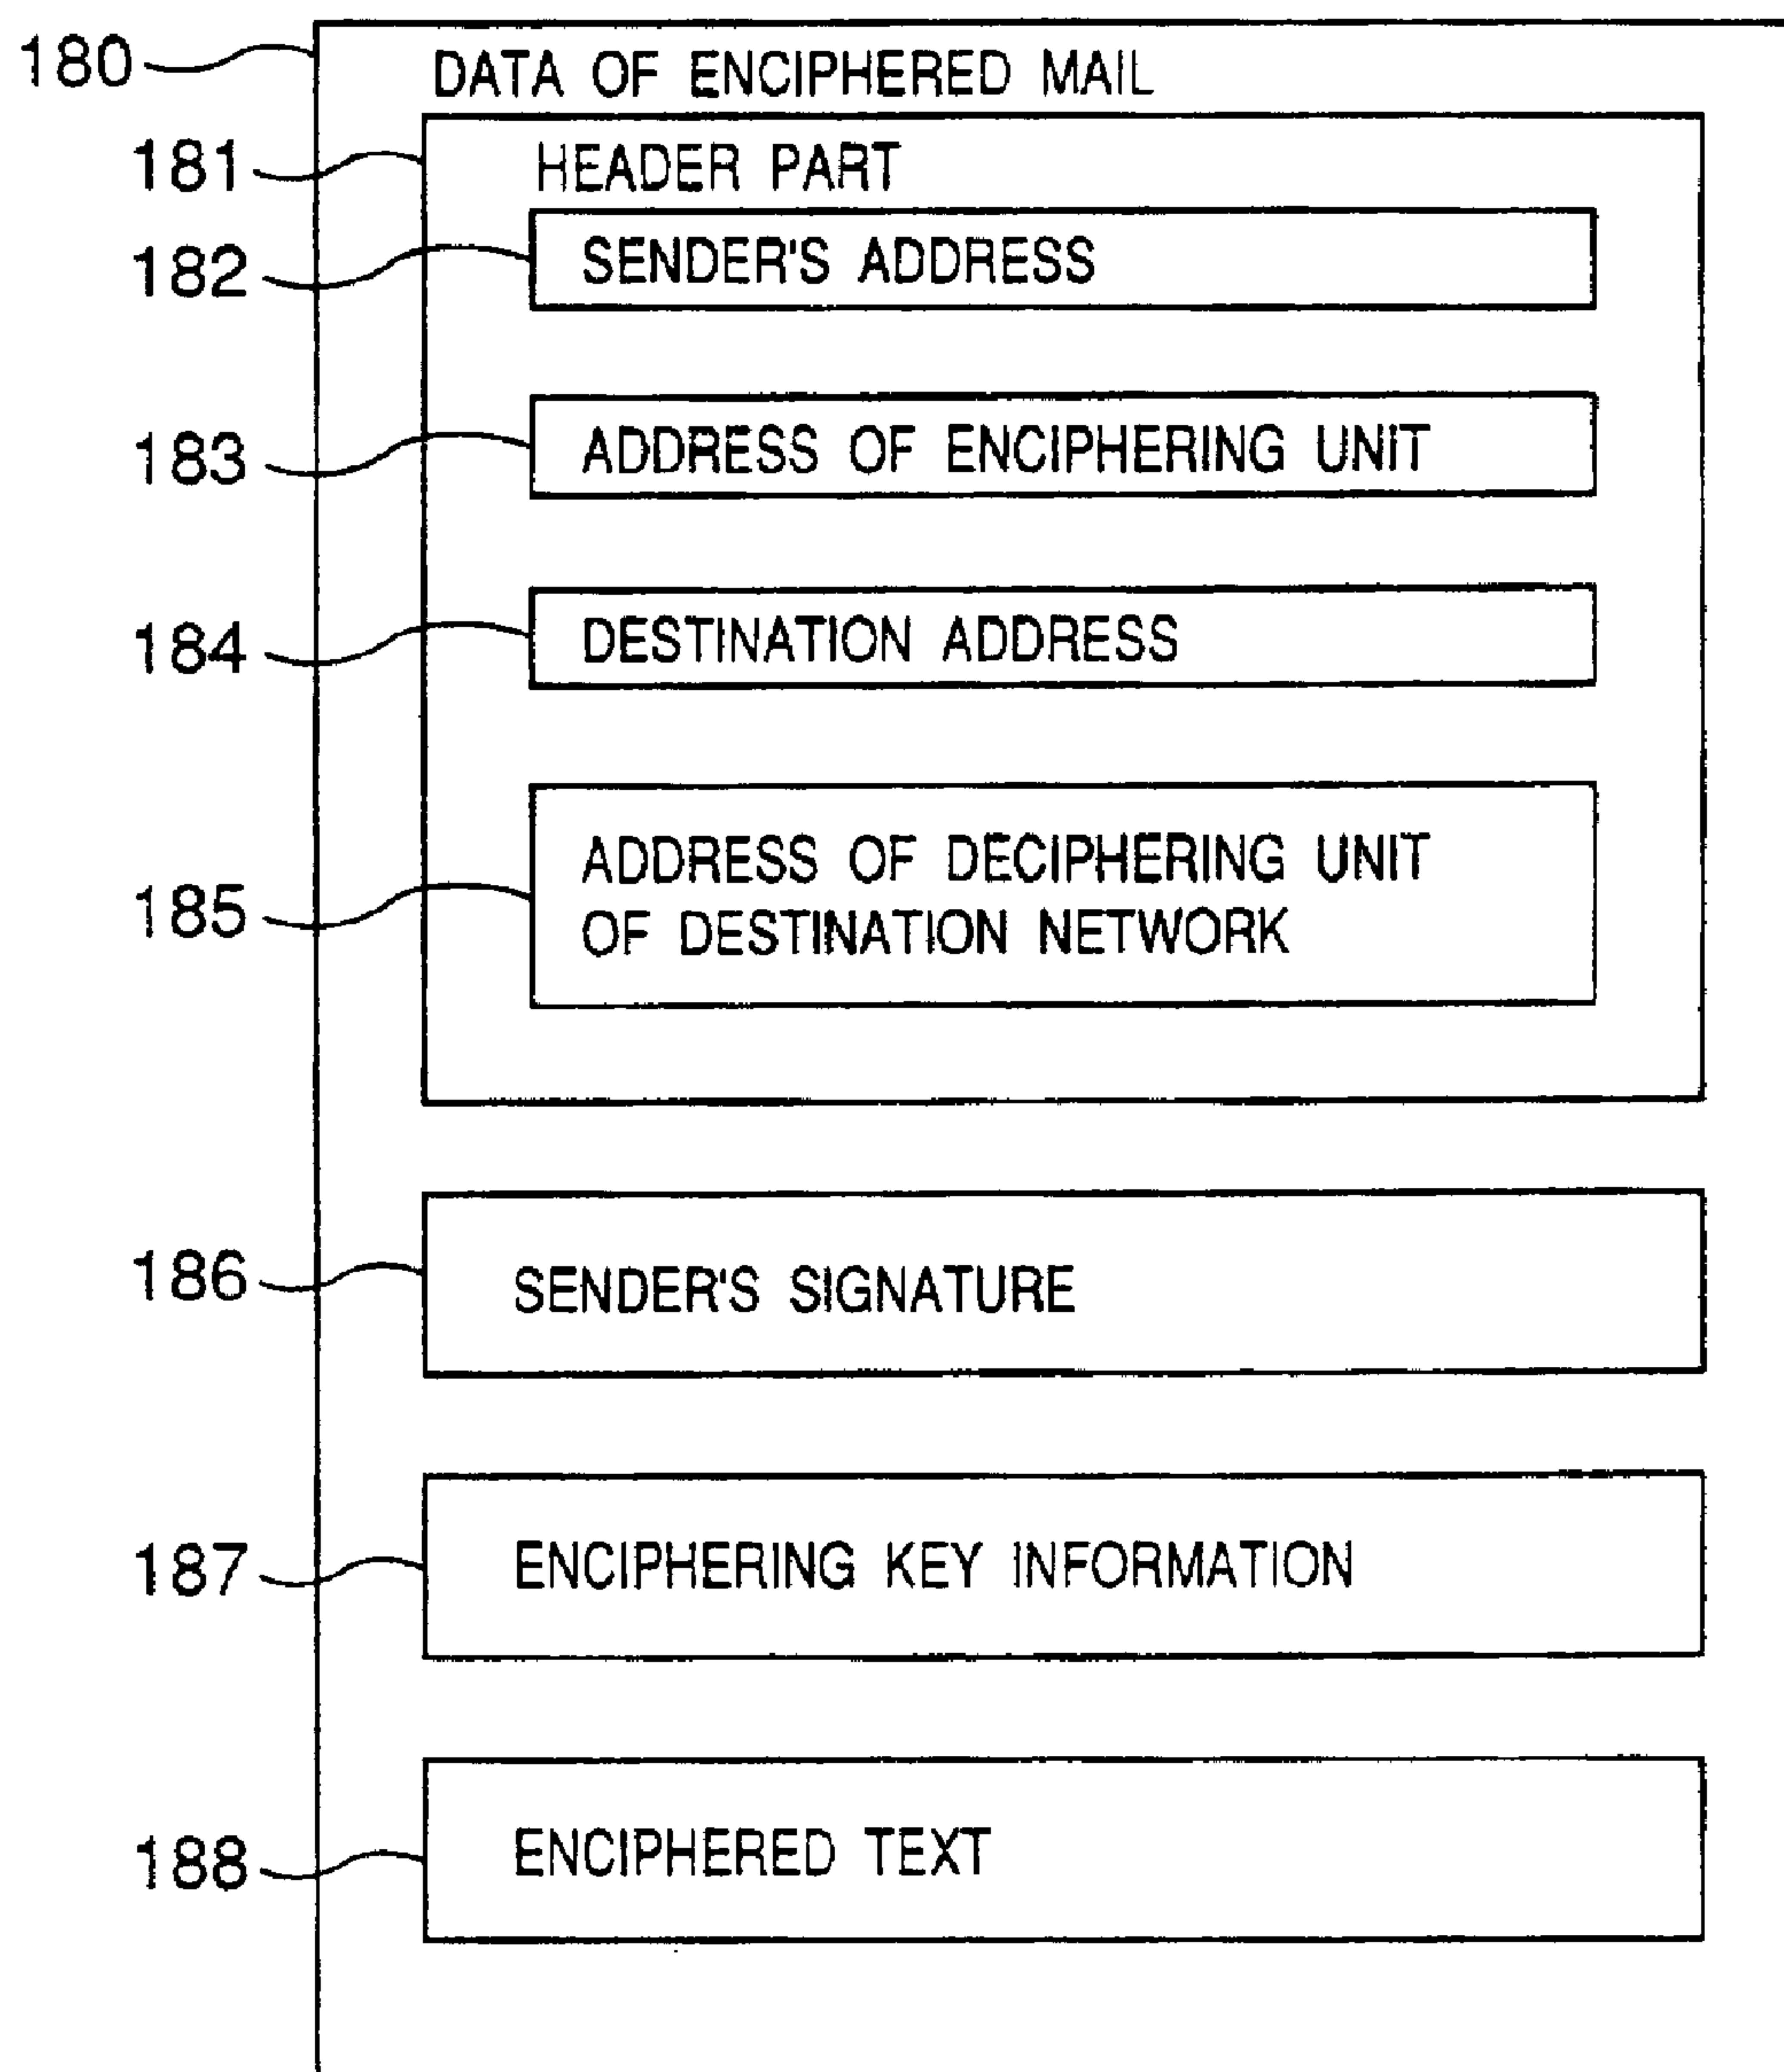 180 DATA OF ENCIPHERED MAIL
181 HEADER PART
182 SENDER'S ADDRESS
183 ADDRESS OF ENCIPHERING UNIT
184 DESTINATION ADDRESS
185 ADDRESS OF DECIPHERING UNIT
OF DESTINATION NETWORK
186 SENDER'S SIGNATURE
187 ENCIPHERING KEY INFORMATION
188 ENCIPHERED TEXT